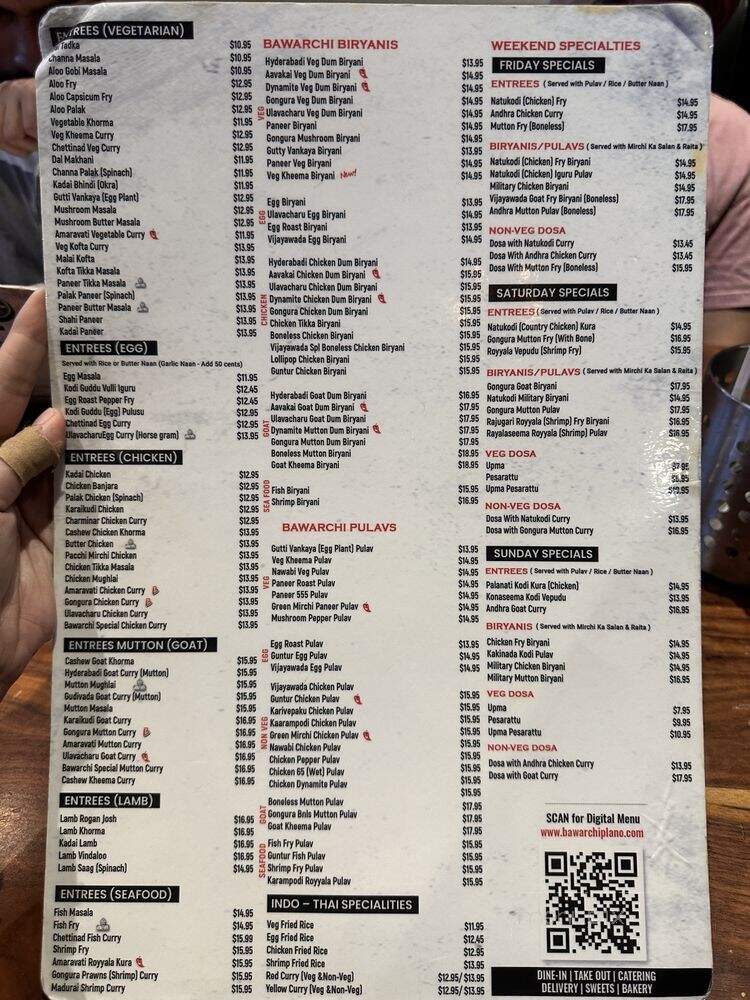 ENTREES (VEGETARIAN)
Tadka $10.95
Channa Masala $10.95
Aloo Gobi Masala $10.95
Aloo Fry $12.95
Aloo Capsicum Fry $12.95
Aloo Palak $12.95
Vegetable Khorma $11.95
Veg Kheema Curry $12.95
Chettinad Veg Curry $12.95
Dal Makhani $11.95
Channa Palak (Spinach) $11.95
Kadai Bhindi (Okra) $11.95
Gutti Vankaya (Egg Plant) $12.95
Mushroom Masala $12.95
Mushroom Butter Masala $12.95
Amaravati Vegetable Curry $11.95
Veg Kofta Curry $13.95
Malai Kofta $13.95
Kofta Tikka Masala $13.95
Paneer Tikka Masala $13.95
Palak Paneer (Spinach) $13.95
Paneer Butter Masala $13.95
Shahi Paneer $13.95
Kadai Paneer $13.95
ENTREES (EGG)
Served with Rice or Butter Naan (Garlic Naan - Add 50 cents)
Egg Masala $11.95
Kodi Guddu Vulli Iguru $12.45
Egg Roast Pepper Fry $12.45
Kodi Guddu (Egg) Pulusu $12.95
Chettinad Egg Curry $12.95
UlavacharuEgg Curry (Horse gram) $13.95
ENTREES (CHICKEN)
Kadai Chicken $12.95
Chicken Banjara $12.95
Palak Chicken (Spinach) $12.95
Karaikudi Chicken $12.95
Charminar Chicken Curry $12.95
Cashew Chicken Khorma $13.95
Butter Chicken $13.95
Pacchi Mirchi Chicken $13.95
Chicken Tikka Masala $13.95
Chicken Mughlai $13.95
Amaravati Chicken Curry $13.95
Gongura Chicken Curry $13.95
Ulavacharu Chicken Curry $13.95
Bawarchi Special Chicken Curry $13.95
ENTREES MUTTON (GOAT)
Cashew Goat Khorma $15.95
Hyderabadi Goat Curry (Mutton) $15.95
Mutton Mughlai $15.95
Gudivada Goat Curry (Mutton) $15.95
Mutton Masala $15.95
Karaikudi Goat Curry $16.95
Gongura Mutton Curry $16.95
Amaravati Mutton Curry $16.95
Ulavacharu Goat Curry $16.95
Bawarchi Special Mutton Curry $16.95
Cashew Kheema Curry $16.95
ENTREES (LAMB)
Lamb Rogan Josh $16.95
Lamb Khorma $16.95
Kadai Lamb $16.95
Lamb Vindaloo $16.95
Lamb Saag (Spinach) $14.95
ENTREES (SEAFOOD)
Fish Masala $14.95
Fish Fry $14.95
Chettinad Fish Curry $15.99
Shrimp Fry $15.95
Amaravati Royyala Kura $15.95
Gongura Prawns (Shrimp) Curry $15.95
Madurai Shrimp Curry $15.95
BAWARCHI BIRYANIS
VEG
Hyderabadi Veg Dum Biryani $13.95
Aavakai Veg Dum Biryani $14.95
Dynamite Veg Dum Biryani $14.95
Gongura Veg Dum Biryani $14.95
Ulavacharu Veg Dum Biryani $14.95
Paneer Biryani $14.95
Gongura Mushroom Biryani $14.95
Gutty Vankaya Biryani $13.95
Paneer Veg Biryani $14.95
Veg Kheema Biryani New! $14.95
EGG
Egg Biryani $13.95
Ulavacharu Egg Biryani $14.95
Egg Roast Biryani $13.95
Vijayawada Egg Biryani $14.95
CHICKEN
Hyderabadi Chicken Dum Biryani $14.95
Aavakai Chicken Dum Biryani $15.95
Ulavacharu Chicken Dum Biryani $15.95
Dynamite Chicken Dum Biryani $15.95
Gongura Chicken Dum Biryani $15.95
Chicken Tikka Biryani $15.95
Boneless Chicken Biryani $15.95
Vijayawada Spl Boneless Chicken Biryani $15.95
Lollipop Chicken Biryani $15.95
Guntur Chicken Biryani $15.95
GOAT
Hyderabadi Goat Dum Biryani $16.95
Aavakai Goat Dum Biryani $17.95
Ulavacharu Goat Dum Biryani $17.95
Dynamite Mutton Dum Biryani $17.95
Gongura Mutton Dum Biryani $17.95
Boneless Mutton Biryani $18.95
Goat Kheema Biryani $18.95
SEA FOOD
Fish Biryani $15.95
Shrimp Biryani $16.95
BAWARCHI PULAVS
VEG
Gutti Vankaya (Egg Plant) Pulav $13.95
Veg Kheema Pulav $14.95
Nawabi Veg Pulav $14.95
Paneer Roast Pulav $14.95
Paneer 555 Pulav $14.95
Green Mirchi Paneer Pulav $14.95
Mushroom Pepper Pulav $14.95
EGG
Egg Roast Pulav $13.95
Guntur Egg Pulav $14.95
Vijayawada Egg Pulav $14.95
NON VEG
Vijayawada Chicken Pulav $15.95
Guntur Chicken Pulav $15.95
Karivepaku Chicken Pulav $15.95
Kaarampodi Chicken Pulav $15.95
Green Mirchi Chicken Pulav $15.95
Nawabi Chicken Pulav $15.95
Chicken Pepper Pulav $15.95
Chicken 65 (Wet) Pulav $15.95
Chicken Dynamite Pulav $15.95
GOAT
Boneless Mutton Pulav $17.95
Gongura Bnls Mutton Pulav $17.95
Goat Kheema Pulav $17.95
SEAFOOD
Fish Fry Pulav $15.95
Guntur Fish Pulav $15.95
Shrimp Fry Pulav $15.95
Karampodi Royyala Pulav $15.95
INDO – THAI SPECIALITIES
Veg Fried Rice $11.95
Egg Fried Rice $12.45
Chicken Fried Rice $12.95
Shrimp Fried Rice $13.95
Red Curry (Veg &Non-Veg) $12.95/ $13.95
Yellow Curry (Veg &Non-Veg) $12.95/ $13.95
WEEKEND SPECIALTIES
FRIDAY SPECIALS
ENTREES (Served with Pulav / Rice / Butter Naan )
Natukodi (Chicken) Fry $14.95
Andhra Chicken Curry $14.95
Mutton Fry (Boneless) $17.95
BIRYANIS/PULAVS ( Served with Mirchi Ka Salan & Raita )
Natukodi (Chicken) Fry Biryani $14.95
Natukodi (Chicken) Iguru Pulav $14.95
Military Chicken Biryani $14.95
Vijayawada Goat Fry Biryani (Boneless) $17.95
Andhra Mutton Pulav (Boneless) $17.95
NON-VEG DOSA
Dosa with Natukodi Curry $13.45
Dosa With Andhra Chicken Curry $13.45
Dosa With Mutton Fry (Boneless) $15.95
SATURDAY SPECIALS
ENTREES (Served with Pulav / Rice / Butter Naan )
Natukodi (Country Chicken) Kura $14.95
Gongura Mutton Fry (With Bone) $16.95
Royyala Vepudu (Shrimp Fry) $15.95
BIRYANIS/PULAVS ( Served with Mirchi Ka Salan & Raita )
Gongura Goat Biryani $17.95
Natukodi Military Biryani $14.95
Gongura Mutton Pulav $17.95
Rajugari Royyala (Shrimp) Fry Biryani $16.95
Rayalaseema Royyala (Shrimp) Pulav $16.95
VEG DOSA
Upma $7.95
Pesarattu
Upma Pesarattu
NON-VEG DOSA
Dosa With Natukodi Curry $13.95
Dosa with Gongura Mutton Curry $16.95
SUNDAY SPECIALS
ENTREES ( Served with Pulav / Rice / Butter Naan )
Palanati Kodi Kura (Chicken) $14.95
Konaseema Kodi Vepudu $13.95
Andhra Goat Curry $16.95
BIRYANIS ( Served with Mirchi Ka Salan & Raita )
Chicken Fry Biryani $14.95
Kakinada Kodi Pulav $14.95
Military Chicken Biryani $14.95
Military Mutton Biryani $16.95
VEG DOSA
Upma $7.95
Pesarattu $9.95
Upma Pesarattu $10.95
NON-VEG DOSA
Dosa with Andhra Chicken Curry $13.95
Dosa with Goat Curry $17.95
SCAN for Digital Menu
www.bawarchiplano.com
DINE-IN | TAKE OUT | CATERING
DELIVERY | SWEETS | BAKERY